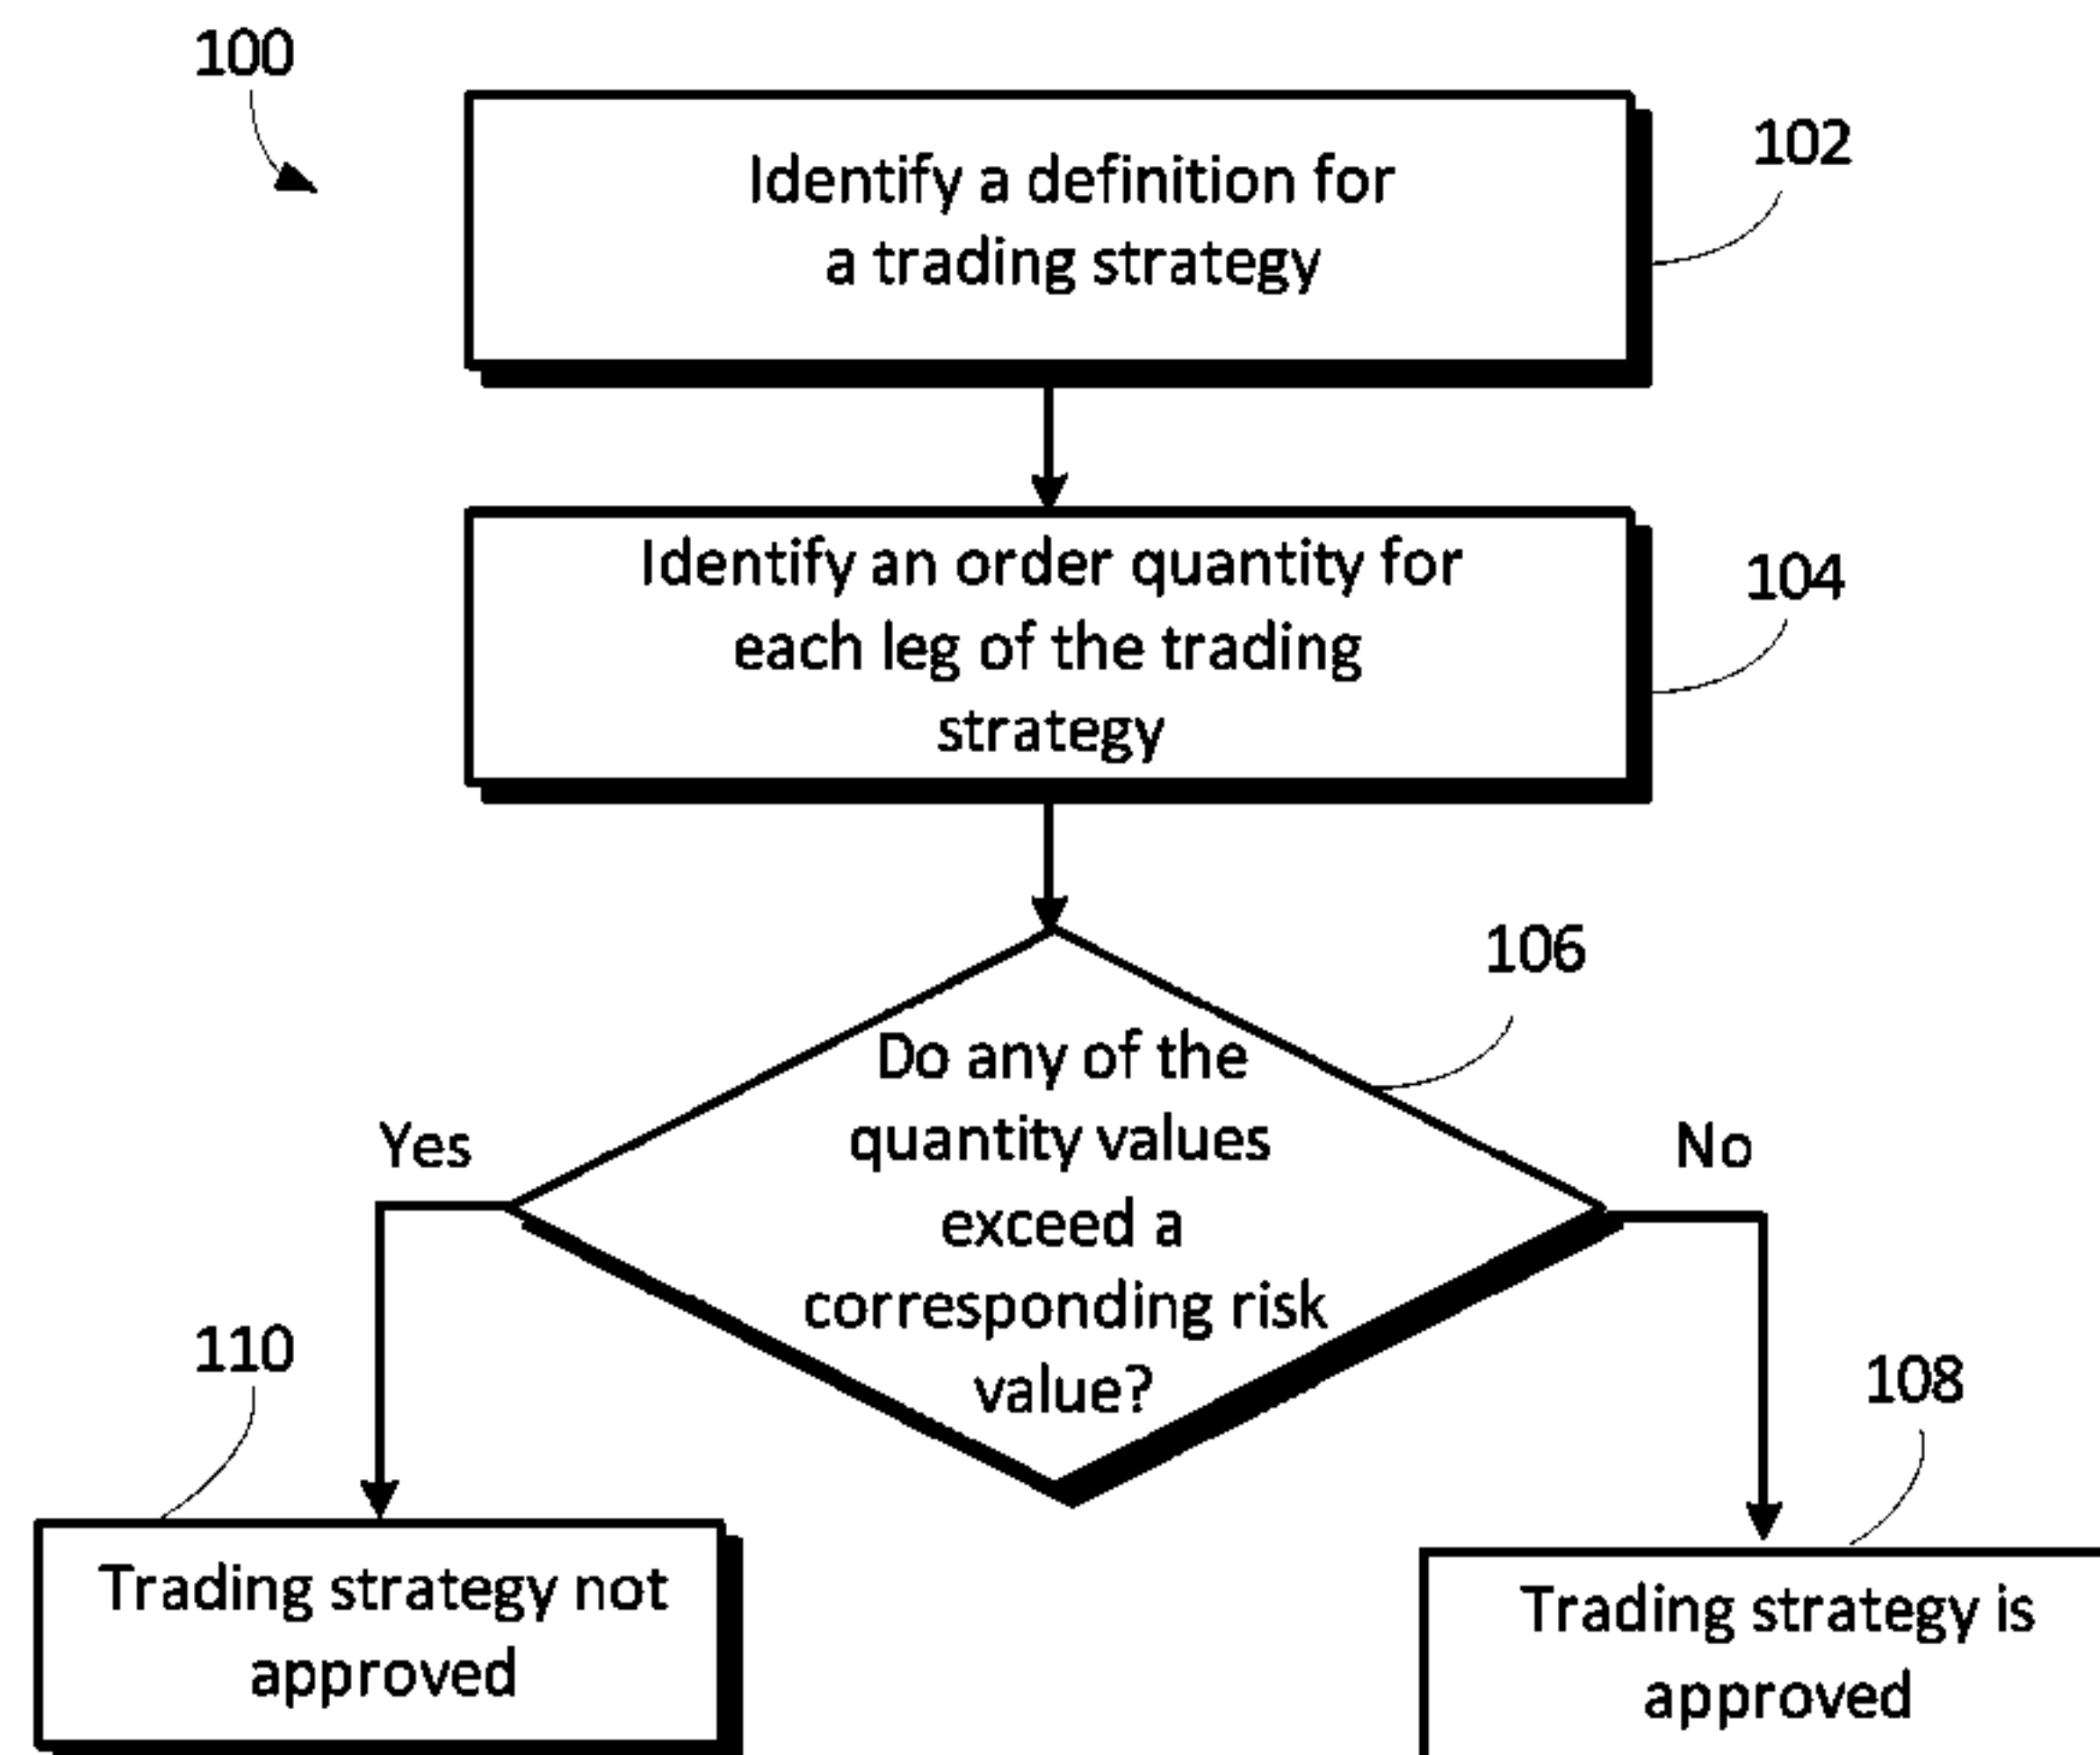 100
Identify a definition for
a trading strategy
102
Identify an order quantity for
each leg of the trading
strategy
104
106
Do any of the
quantity values
exceed a
corresponding risk
value?
Yes
No
110
108
Trading strategy not
approved
Trading strategy is
approved